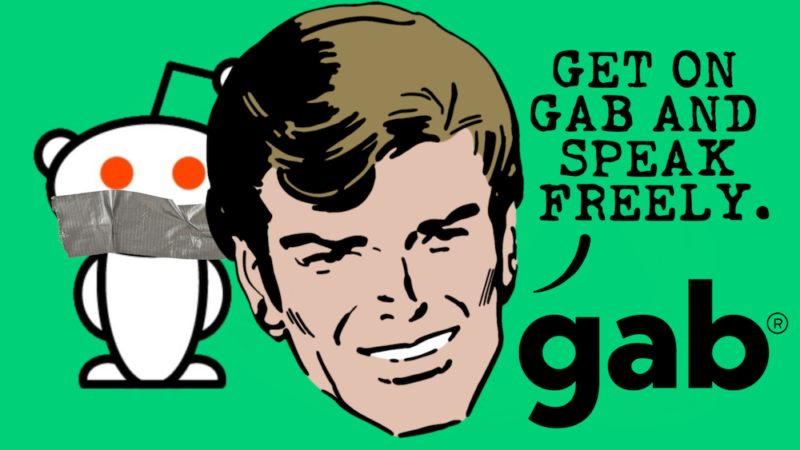 GET ON
GAB AND
SPEAK
FREELY.
gab®